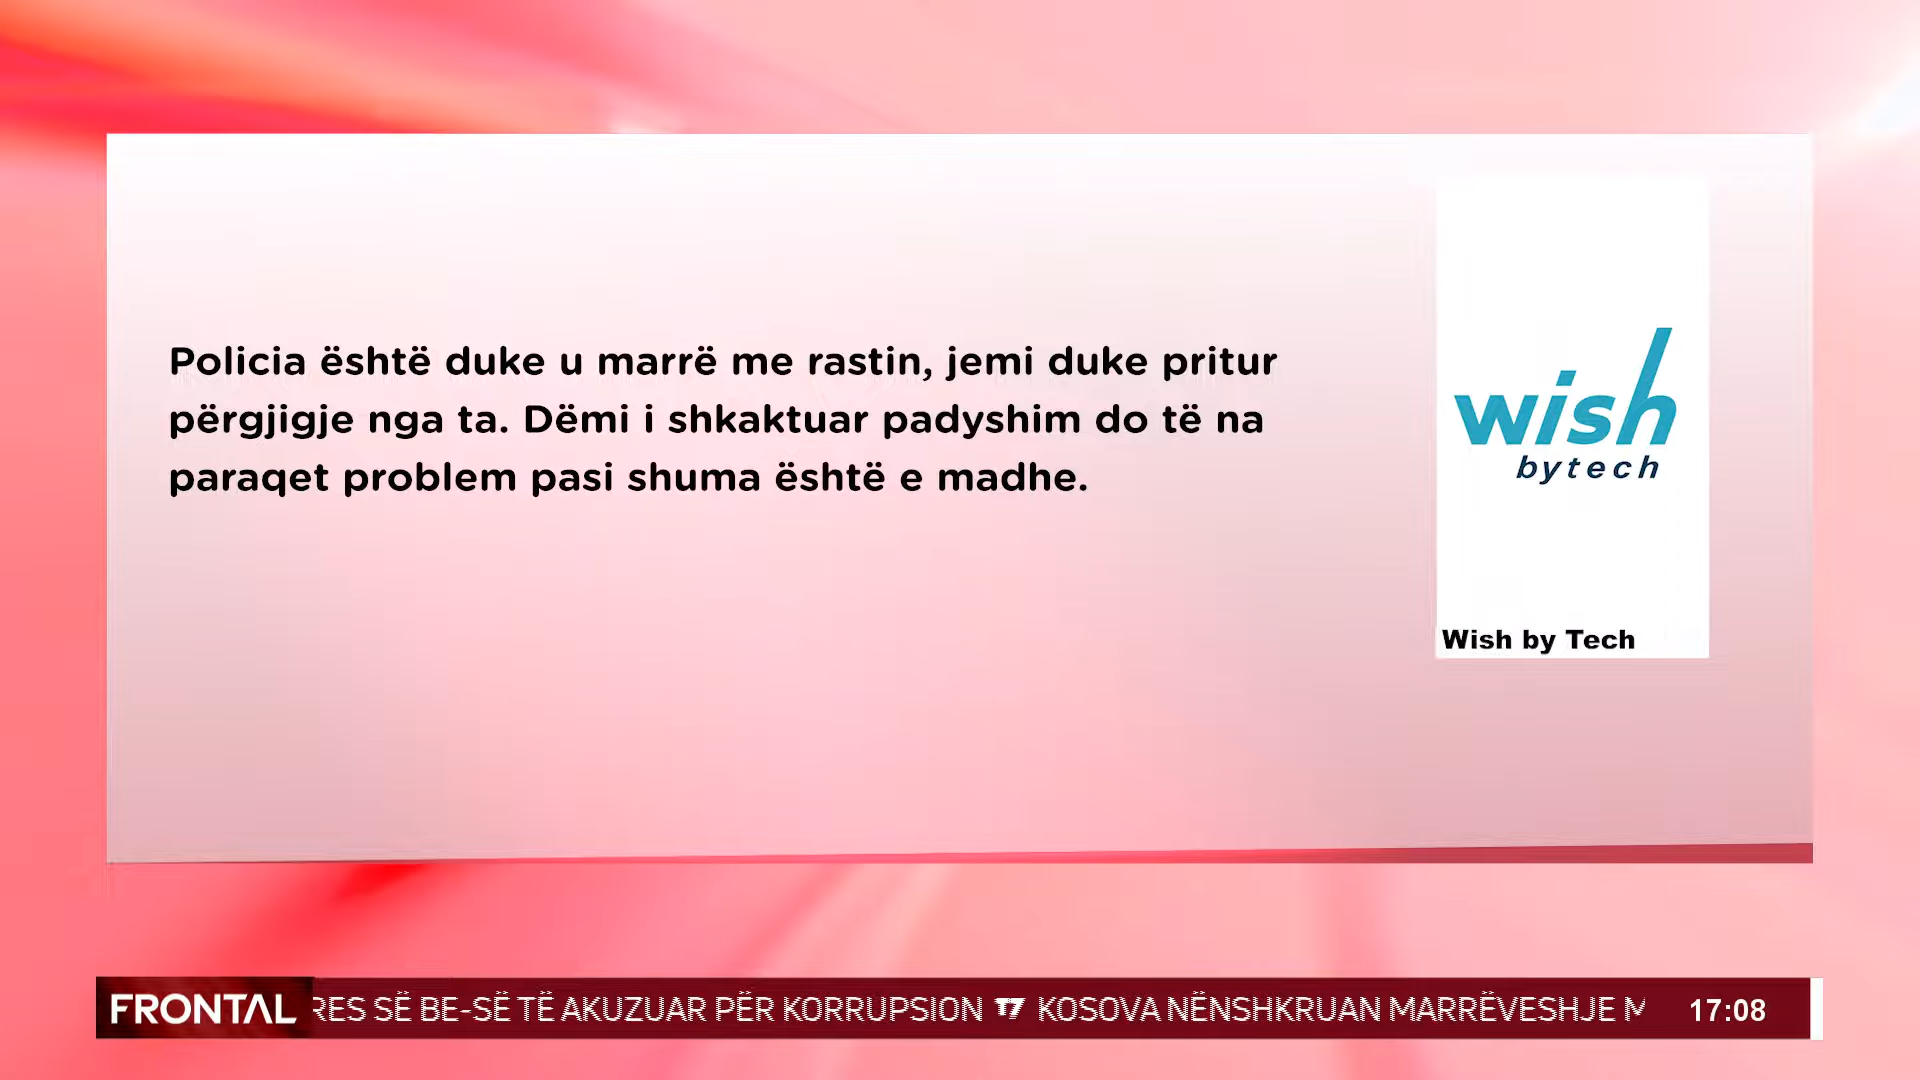 Policia është duke u marrë me rastin, jemi duke pritur
përgjigje nga ta. Dëmi i shkaktuar padyshim do të na
paraqet problem pasi shuma është e madhe.
wish
bytech
Wish by Tech
FRONTAL
SË BE-SË TË AKUZUAR PËR KORRUPSION T7 KOSOVA NËNSHKRUAN MARRËVESHJE
17:08